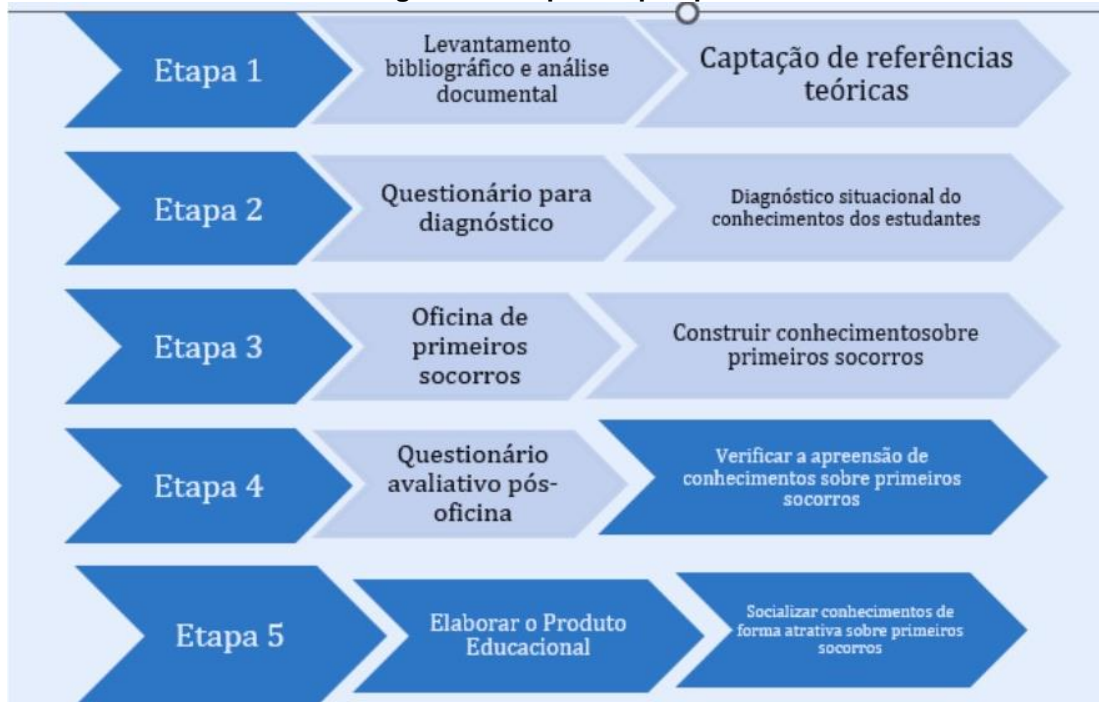 Etapa 1
Levantamento
bibliográfico e análise
documental
Captação de referências
teóricas
Etapa 2
Questionário para
diagnóstico
Diagnóstico situacional do
conhecimentos dos estudantes
Etapa 3
Oficina de
primeiros
socorros
Construir conhecimentosobre
primeiros socorros
Etapa 4
Questionário
avaliativo pós-
oficina
Verificar a apreensão de
conhecimentos sobre primeiros
socorros
Etapa 5
Elaborar o Produto
Educacional
Socializar conhecimentos de
forma atrativa sobre primeiros
socorros